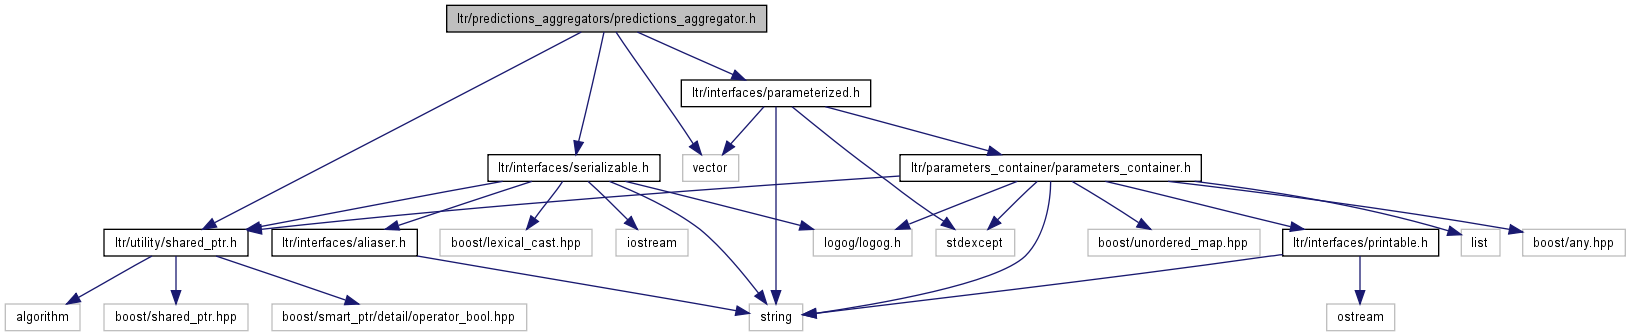 ltr/predictions_aggregators/predictions_aggregator.h
ltr/interfaces/parameterized.h
ltr/interfaces/serializable.h
vector
ltr/parameters_container/parameters_container.h
ltr/utility/shared_ptr.h
ltr/interfaces/aliaser.h
boost/lexical_cast.hpp
iostream
logog/logog.h
stdexcept
boost/unordered_map.hpp
ltr/interfaces/printable.h
list
boost/any.hpp
algorithm
boost/shared_ptr.hpp
boost/smart_ptr/detail/operator_bool.hpp
string
ostream